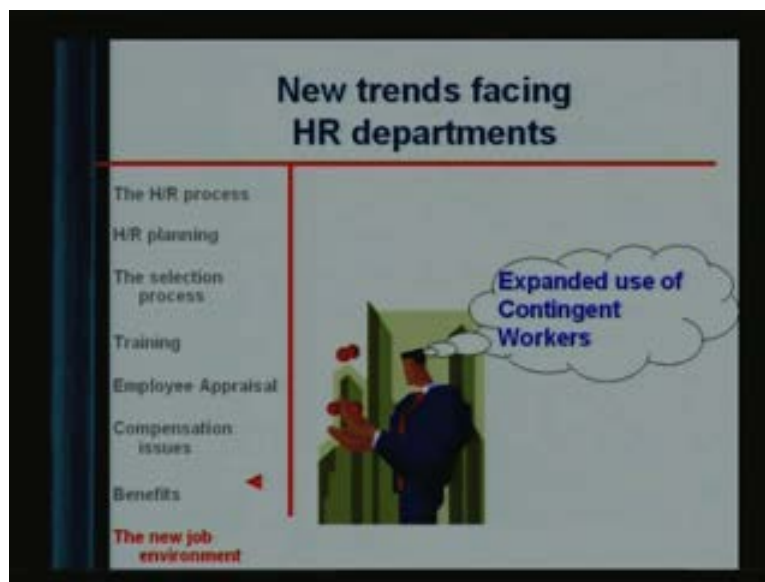 New trends facing
HR departments
The H/R process
H/R planning
The selection
process
Training
Employee Appraisal
Compensation
issues
Benefits
The new job
environment
Expanded use of
Contingent
Workers